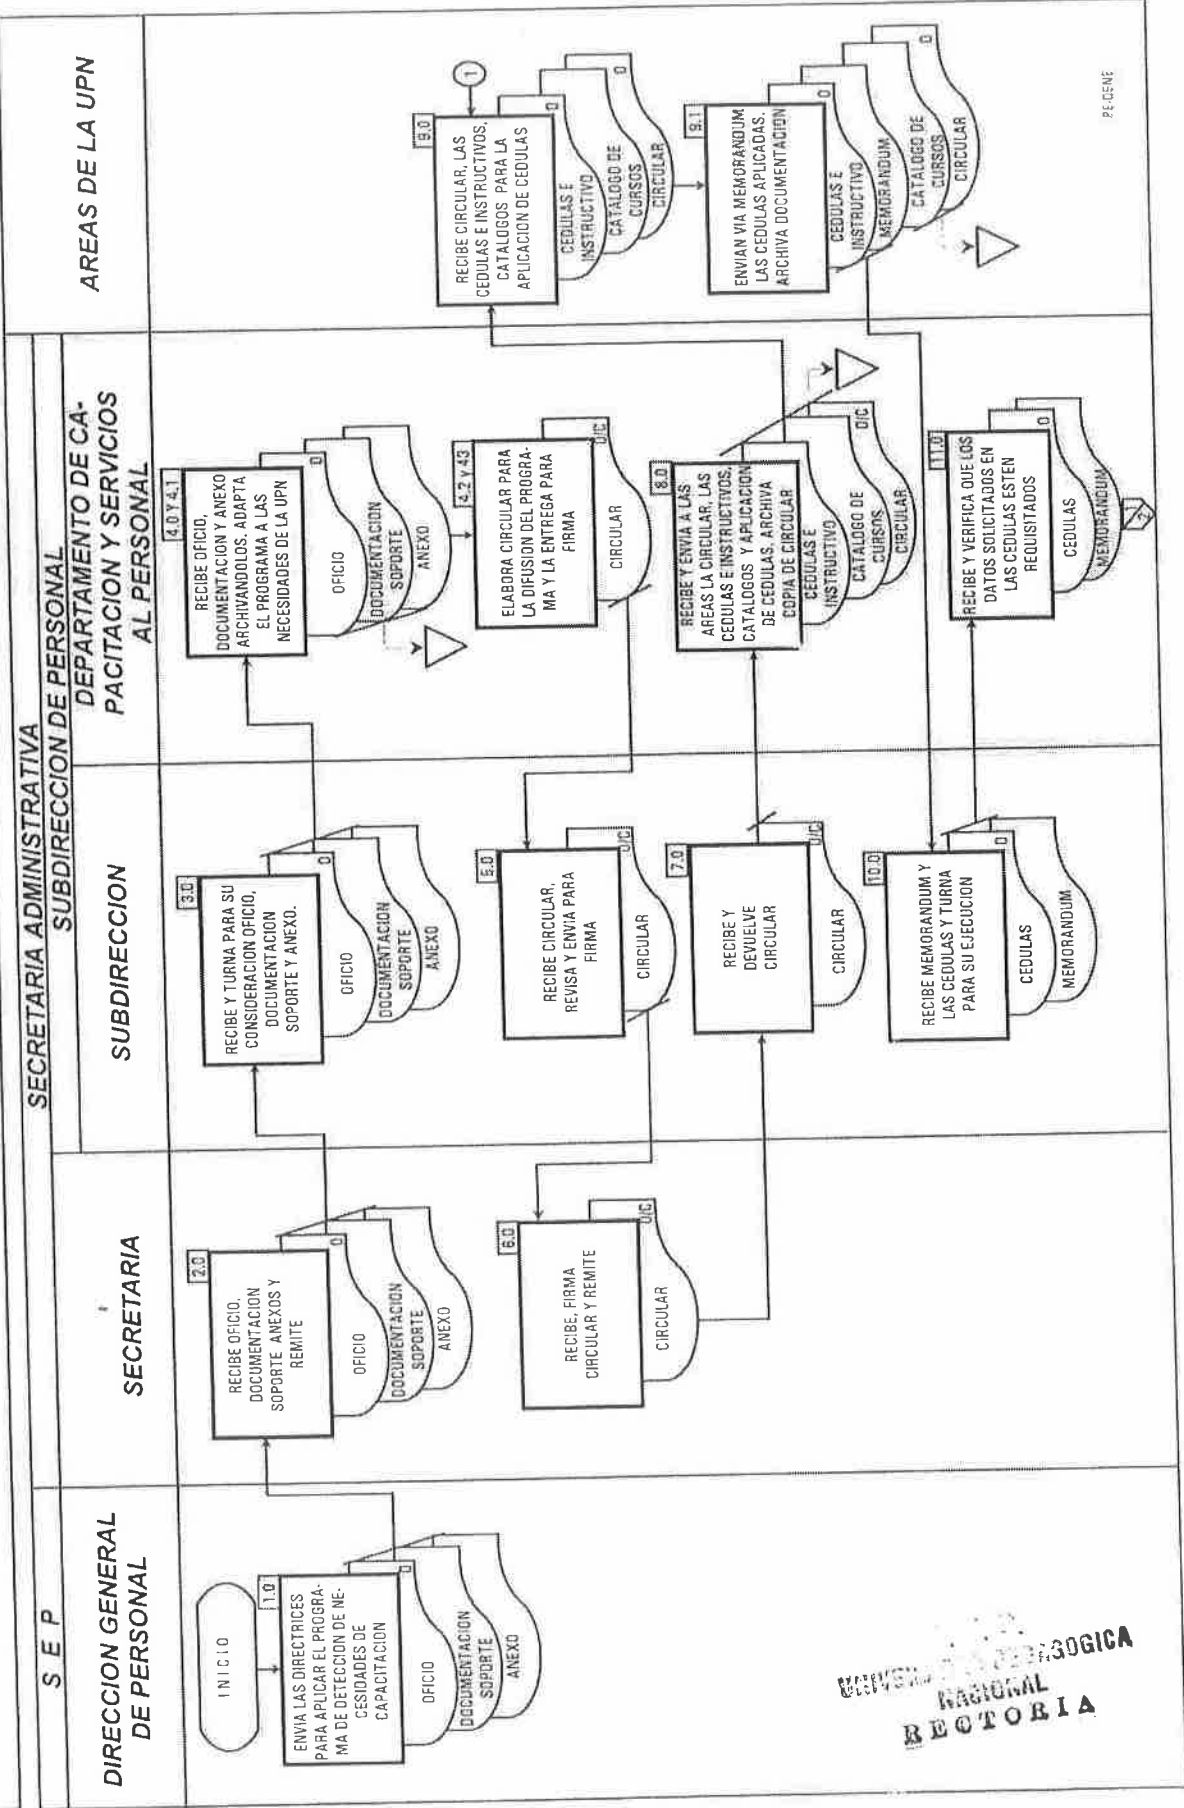 SECRETARIA ADMINISTRATIVA
S E P
SUBDIRECCION DE PERSONAL
DIRECCION GENERAL
DE PERSONAL
SECRETARIA
SUBDIRECCION
DEPARTAMENTO DE CA-
PACITACION Y SERVICIOS
AL PERSONAL
AREAS DE LA UPN
INICIO
1.0
ENVIA LAS DIRECTRICES
PARA APLICAR EL PROGRA-
MA DE DETECCION DE NE-
CESIDADES DE
CAPACITACION
O
OFICIO
DOCUMENTACION
SOPORTE
ANEXO
2.0
RECIBE OFICIO,
DOCUMENTACION
SOPORTE ANEXOS Y
REMITE
O
OFICIO
DOCUMENTACION
SOPORTE
ANEXO
3.0
RECIBE Y TURNA PARA SU
CONSIDERACION OFICIO,
DOCUMENTACION
SOPORTE Y ANEXO.
O
OFICIO
DOCUMENTACION
SOPORTE
ANEXO
4.0 Y 4.1
RECIBE OFICIO,
DOCUMENTACION Y ANEXO
ARCHIVANDOLOS. ADAPTA
EL PROGRAMA A LAS
NECESIDADES DE LA UPN
O
OFICIO
DOCUMENTACION
SOPORTE
ANEXO
4.2 Y 43
ELABORA CIRCULAR PARA
LA DIFUSION DEL PROGRA-
MA Y LA ENTREGA PARA
FIRMA
O/C
CIRCULAR
5.0
RECIBE CIRCULAR,
REVISA Y ENVIA PARA
FIRMA
O/C
CIRCULAR
6.0
RECIBE, FIRMA
CIRCULAR Y REMITE
O/C
CIRCULAR
7.0
RECIBE Y
DEVUELVE
CIRCULAR
O/C
CIRCULAR
8.0
RECIBE Y ENVIA A LAS
AREAS LA CIRCULAR, LAS
CEDULAS E INSTRUCTIVOS,
CATALOGOS Y APLICACION
DE CEDULAS, ARCHIVA
COPIA DE CIRCULAR
CEDULAS E
INSTRUCTIVO
CATALOGO DE
CURSOS
O/C
CIRCULAR
9.0
1
RECIBE CIRCULAR, LAS
CEDULAS E INSTRUCTIVOS,
CATALOGOS PARA LA
APLICACION DE CEDULAS
O
CEDULAS E
INSTRUCTIVO
CATALOGO DE
CURSOS
O
CIRCULAR
9.1
ENVIAN VIA MEMORANDUM
LAS CEDULAS APLICADAS.
ARCHIVA DOCUMENTACION
O
CEDULAS E
INSTRUCTIVO
MEMORANDUM
CATALOGO DE
CURSOS
O
CIRCULAR
10.0
RECIBE MEMORANDUM Y
LAS CEDULAS Y TURNA
PARA SU EJECUCION
O
CEDULAS
MEMORANDUM
11.0
RECIBE Y VERIFICA QUE LOS
DATOS SOLICITADOS EN
LAS CEDULAS ESTEN
REQUISITADOS
O
CEDULAS
MEMORANDUM
NACIONAL
RECTORIA